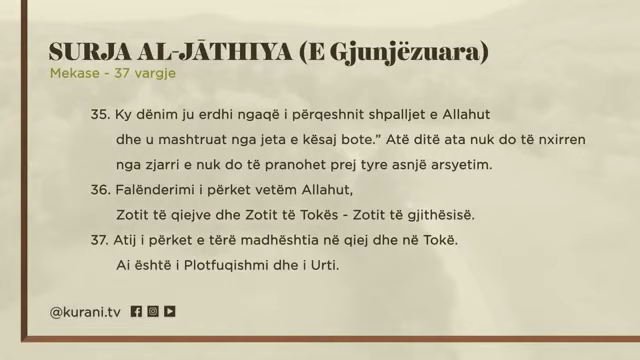 SURJA AL-JĀTHIYA (E Gjunjëzuara)
Mekase - 37 vargje
35. Ky dënim ju erdhi ngaqë i përqeshnit shpalljet e Allahut
dhe u mashtruat nga jeta e kësaj bote.” Atë ditë ata nuk do të nxirren
nga zjarri e nuk do të pranohet prej tyre asnjë arsyetim.
36. Falënderimi i përket vetëm Allahut,
Zotit të qiejve dhe Zotit të Tokës - Zotit të gjithësisë.
37. Atij i përket e tërë madhështia në qiej dhe në Tokë.
Ai është i Plotfuqishmi dhe i Urti.
@kurani.tv